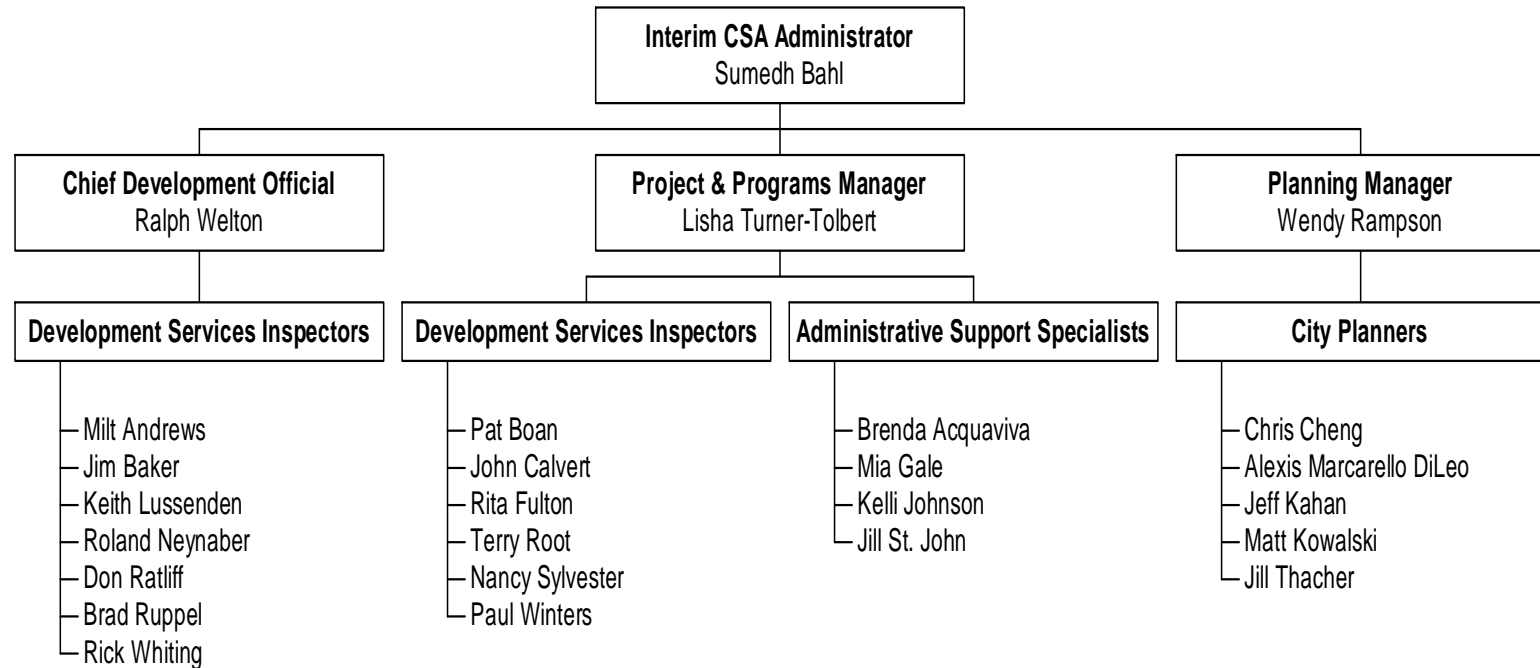 Interim CSA Administrator
Sumedh Bahl
Chief Development Official
Ralph Welton
Project & Programs Manager
Lisha Turner-Tolbert
Planning Manager
Wendy Rampson
Development Services Inspectors
Milt Andrews
Jim Baker
Keith Lussenden
Roland Neynaber
Don Ratliff
Brad Ruppel
Rick Whiting
Development Services Inspectors
Pat Boan
John Calvert
Rita Fulton
Terry Root
Nancy Sylvester
Paul Winters
Administrative Support Specialists
Brenda Acquaviva
Mia Gale
Kelli Johnson
Jill St. John
City Planners
Chris Cheng
Alexis Marcarello DiLeo
Jeff Kahan
Matt Kowalski
Jill Thacher